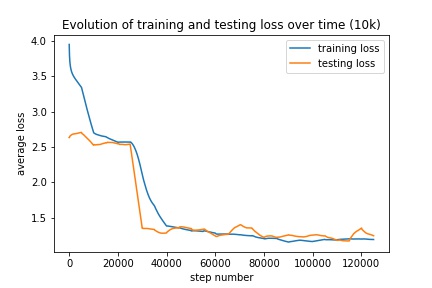 Evolution of training and testing loss over time (10k)
training loss
testing loss
average loss
4.0
3.5
3.0
2.5
2.0
1.5
0 20000 40000 60000 80000 100000 120000
step number